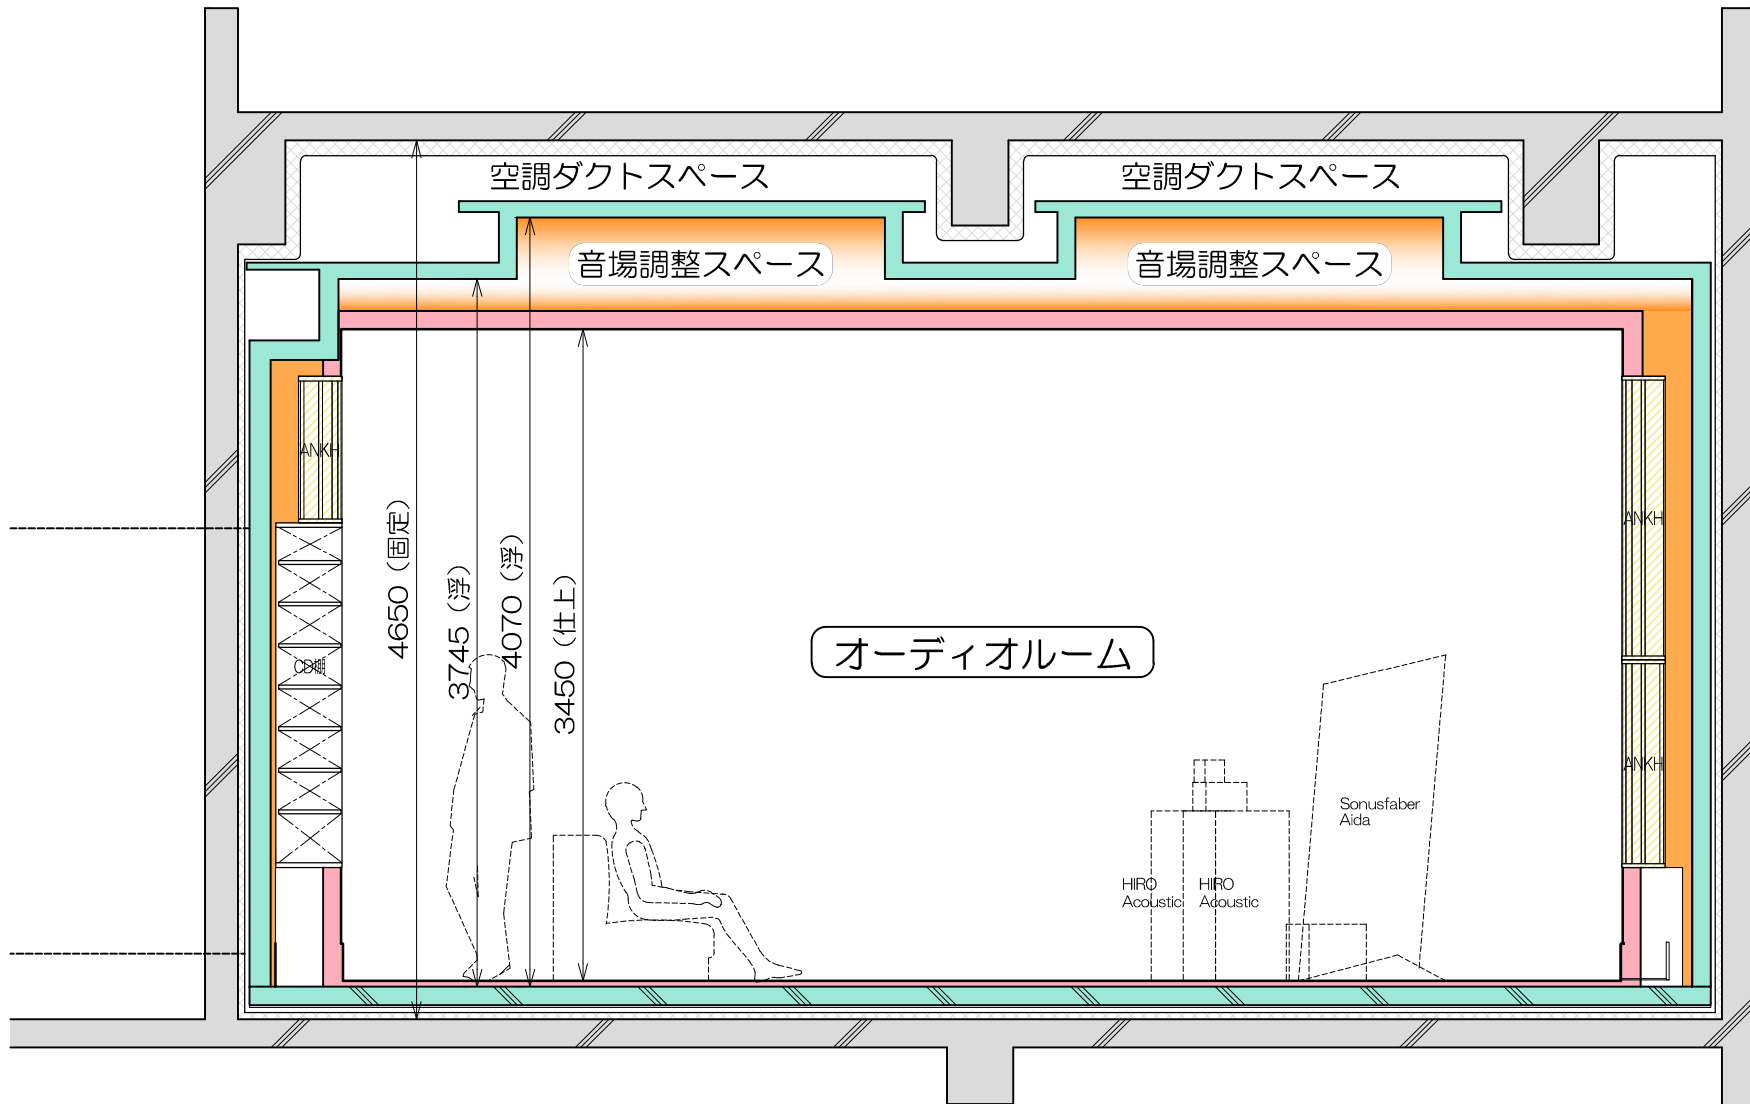 空調ダクトスペース
空調ダクトスペース
音場調整スペース
音場調整スペース
ANKH
ANKH
4650（固定）
3745（浮）
4070（浮）
3450（仕上）
オーディオルーム
CD棚
ANKH
Sonusfaber
Aida
HIRO
Acoustic
HIRO
Acoustic